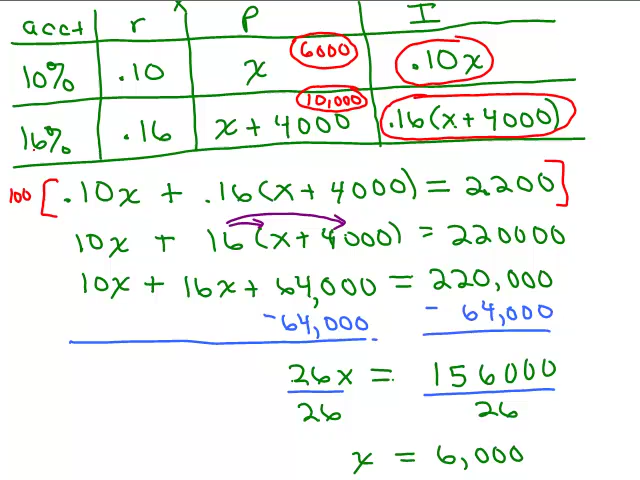 acct r P I
10% .10 x 6000 .10x
16% .16 x + 4000 10,000 .16(x + 4000)
100 [.10x + .16(x + 4000) = 2200]
10x + 16(x + 4000) = 220000
10x + 16x + 64,000 = 220,000
-64,000 - 64,000
26x = 156000
26 26
x = 6,000